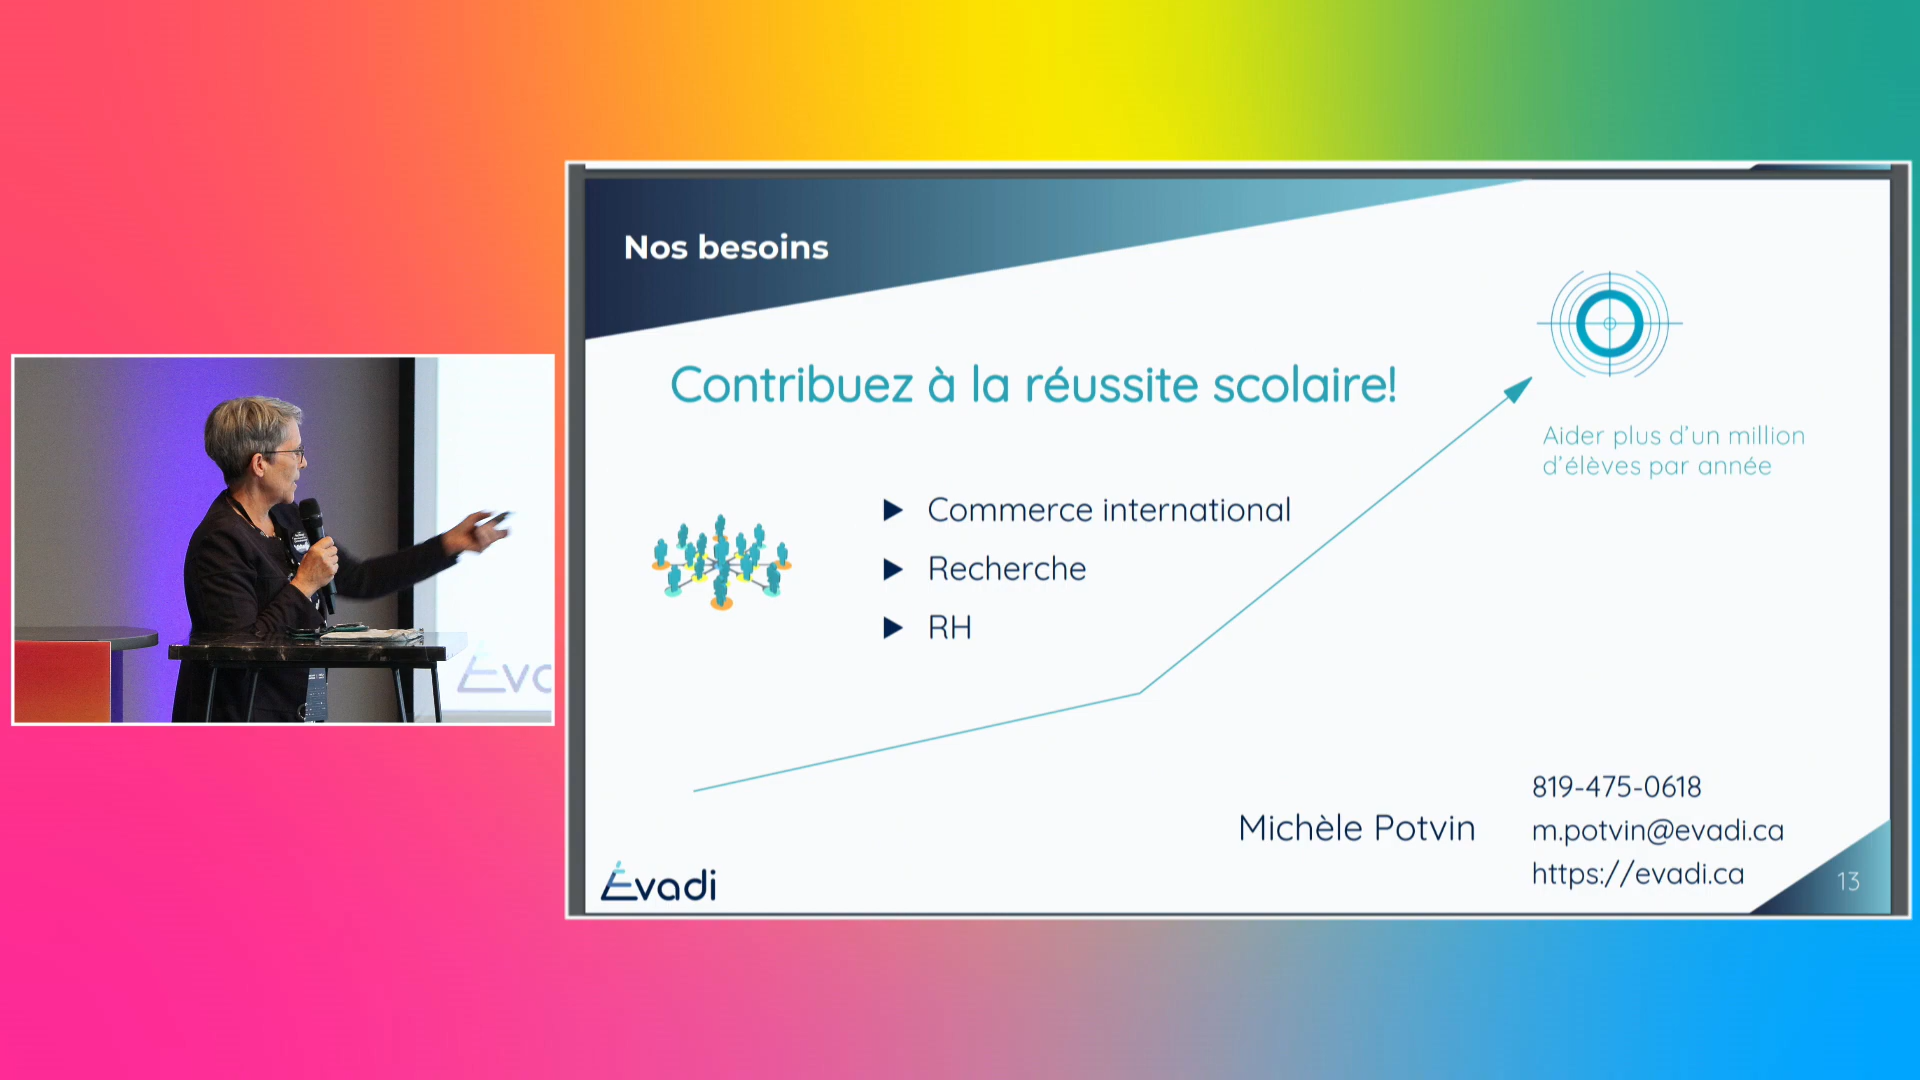 Nos besoins
Contribuez à la réussite scolaire!
Aider plus d'un million
d'élèves par année
▶ Commerce international
▶ Recherche
▶ RH
819-475-0618
Michèle Potvin
m.potvin@evadi.ca
https://evadi.ca
Évadi
13
Év